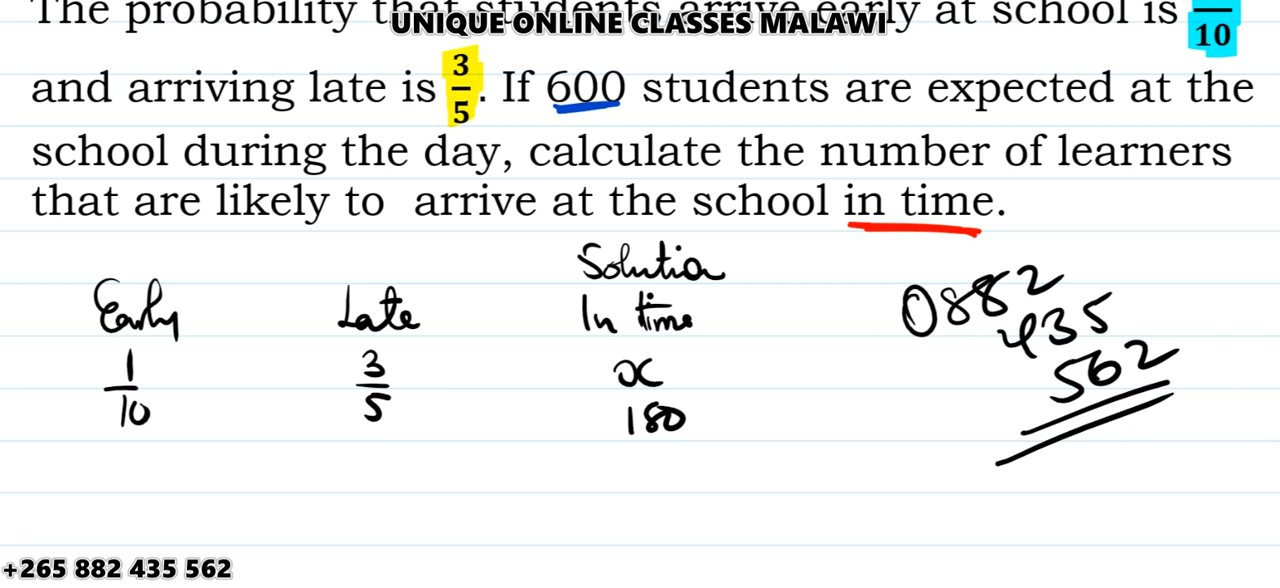 The probability that students arrive early at school is
UNIQUE ONLINE CLASSES MALAWI
10
and arriving late is 3/5. If 600 students are expected at the
school during the day, calculate the number of learners
that are likely to arrive at the school in time.
Solution
Early Late In time
1/10 3/5 x
180
0882
435
562
+265 882 435 562